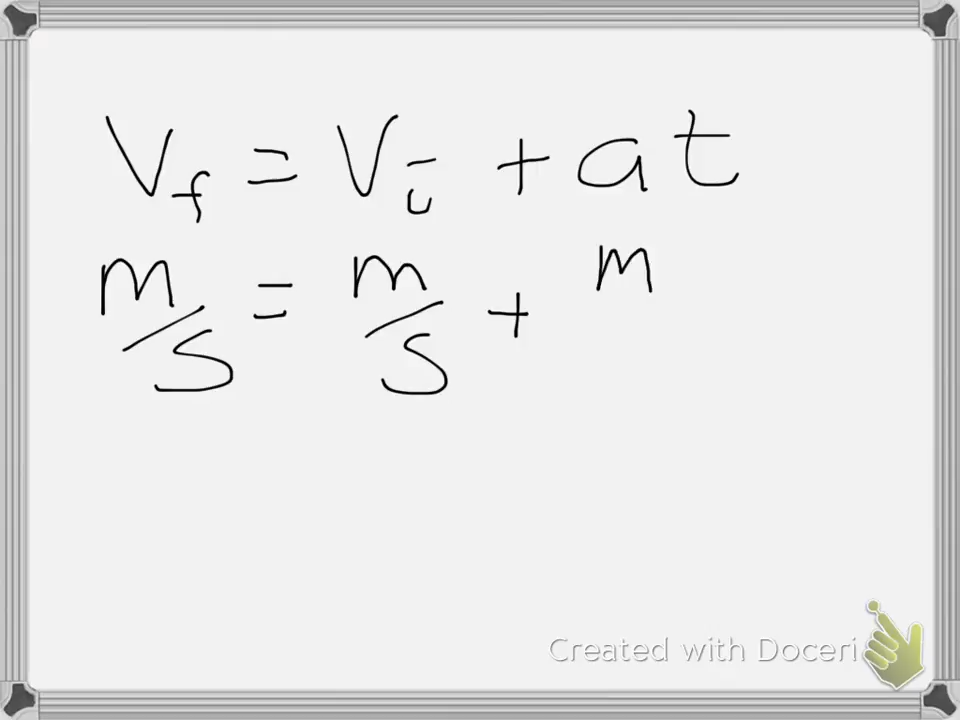 Vf = Vi + at
m/s = m/s + m
Created with Doceri